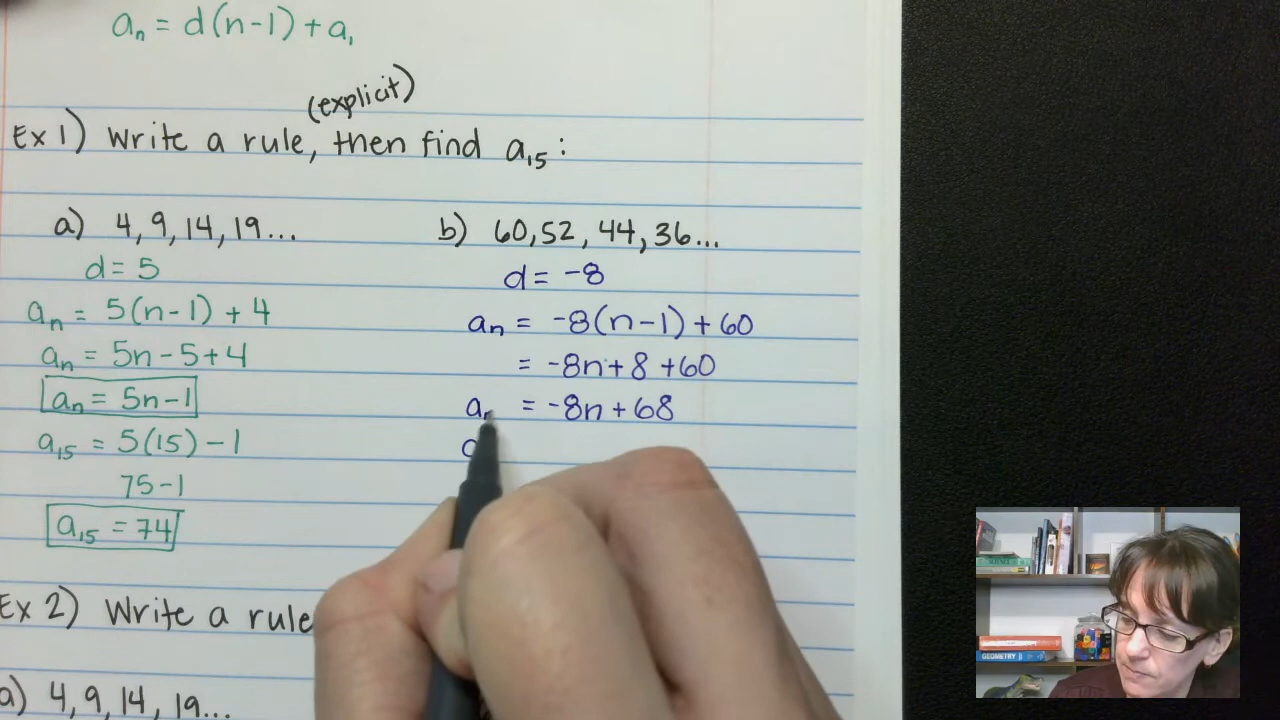 aₙ = d(n-1) + a₁
(explicit)
Ex 1) Write a rule, then find a₁₅:
a) 4, 9, 14, 19...
d = 5
aₙ = 5(n-1) + 4
aₙ = 5n - 5 + 4
aₙ = 5n - 1
a₁₅ = 5(15) - 1
75 - 1
a₁₅ = 74
b) 60, 52, 44, 36...
d = -8
aₙ = -8(n-1) + 60
= -8n + 8 + 60
aₙ = -8n + 68
Ex 2) Write a rule
a) 4, 9, 14, 19...
GEOMETRY